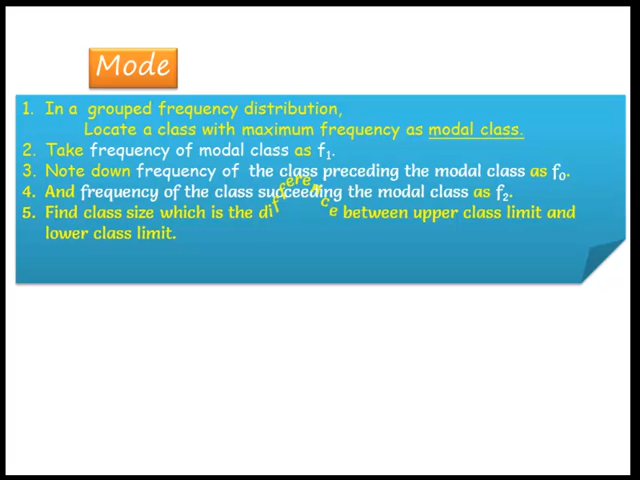 Mode
1. In a grouped frequency distribution,
Locate a class with maximum frequency as modal class.
2. Take frequency of modal class as f₁.
3. Note down frequency of the class preceding the modal class as f₀.
4. And frequency of the class succeeding the modal class as f₂.
5. Find class size which is the difference between upper class limit and
lower class limit.